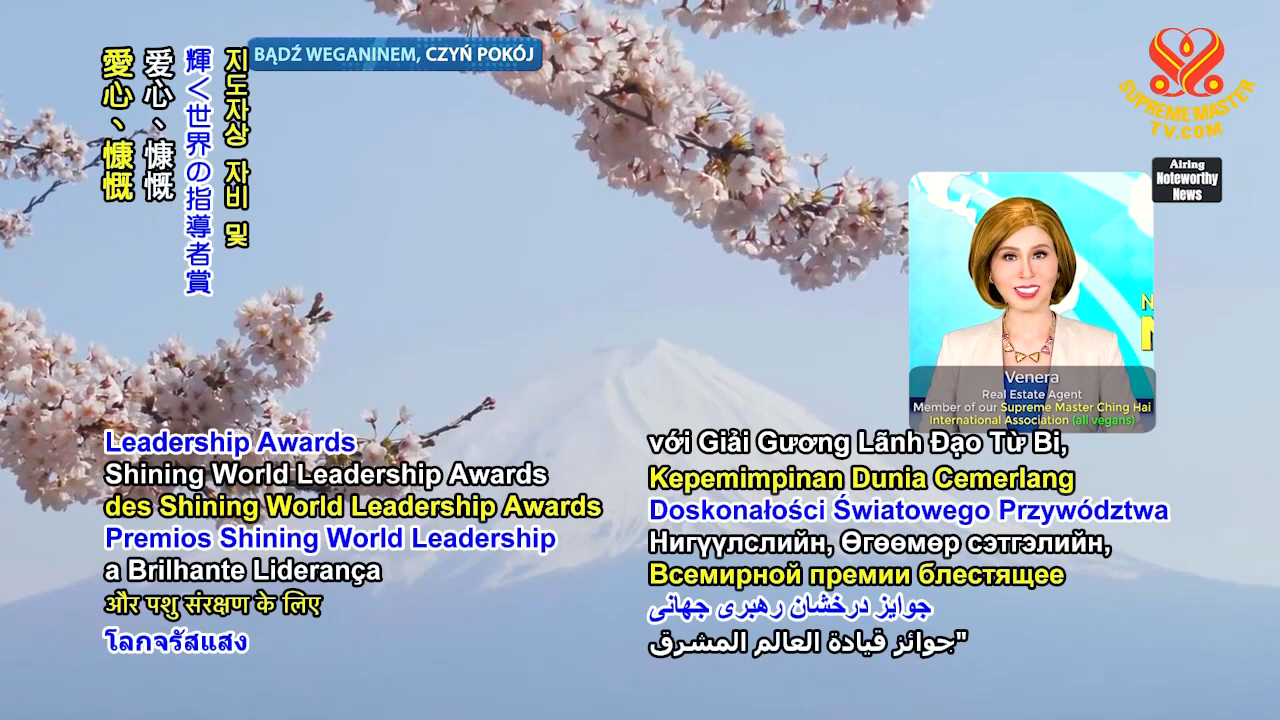 愛心、慷慨
爱心、慷慨
輝く世界の指導者賞
지도자상 자비 및
BĄDŹ WEGANINEM, CZYŃ POKÓJ
SUPREME MASTER
TV.COM
Airing
Noteworthy
News
Venera
Real Estate Agent
Member of our Supreme Master Ching Hai
International Association (all vegans)
Leadership Awards
Shining World Leadership Awards
des Shining World Leadership Awards
Premios Shining World Leadership
a Brilhante Liderança
और पशु संरक्षण के लिए
โลกจรัสแสง
với Giải Gương Lãnh Đạo Từ Bi,
Kepemimpinan Dunia Cemerlang
Doskonałości Światowego Przywództwa
Нигүүлслийн, Өгөөмөр сэтгэлийн,
Всемирной премии блестящее
جوایز درخشان رهبری جهانی
"جوائز قيادة العالم المشرق